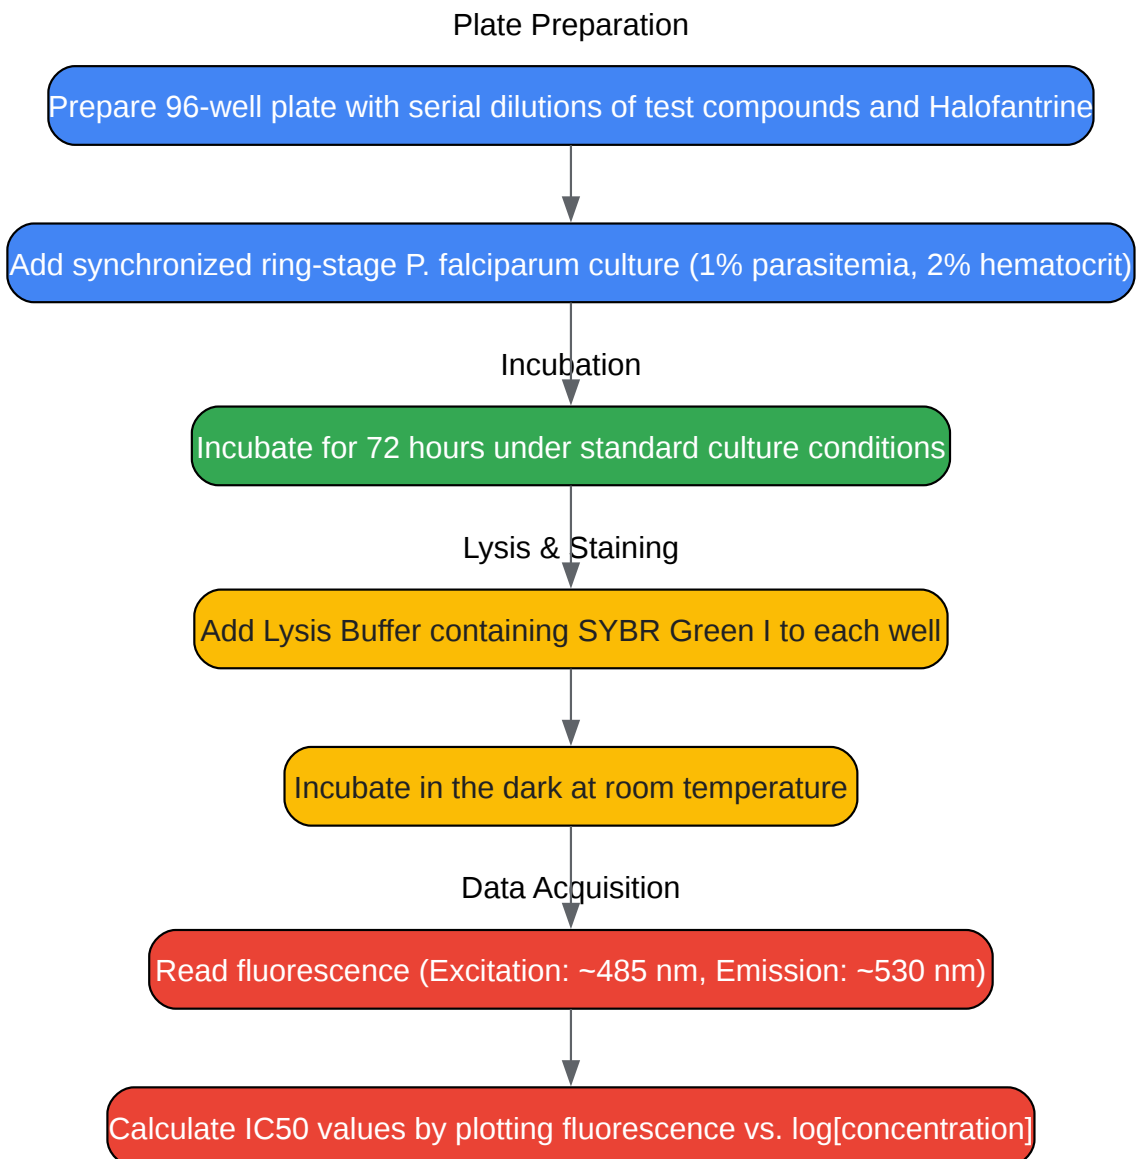 Plate Preparation
Prepare 96-well plate with serial dilutions of test compounds and Halofantrine
Add synchronized ring-stage P. falciparum culture (1% parasitemia, 2% hematocrit)
Incubation
Incubate for 72 hours under standard culture conditions
Lysis & Staining
Add Lysis Buffer containing SYBR Green I to each well
Incubate in the dark at room temperature
Data Acquisition
Read fluorescence (Excitation: ~485 nm, Emission: ~530 nm)
Calculate IC50 values by plotting fluorescence vs. log[concentration]